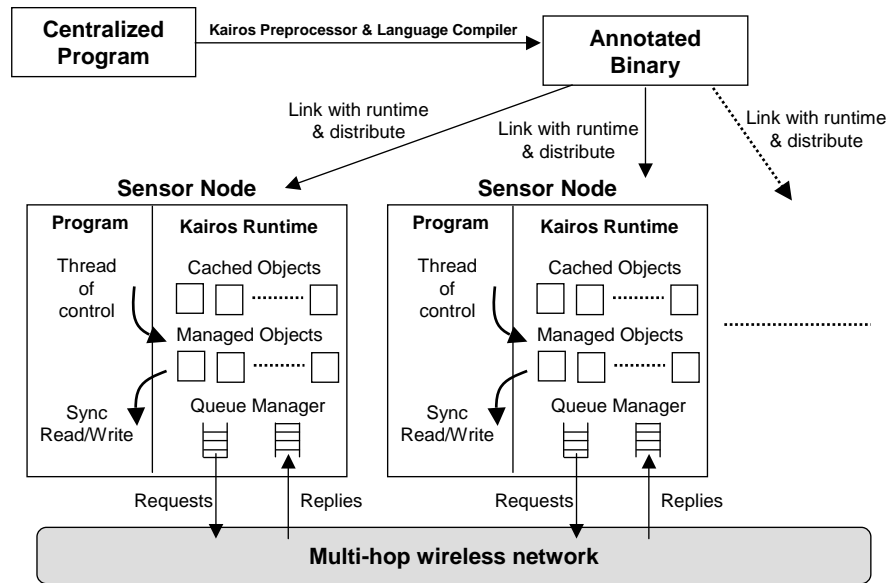 Centralized
Program
Kairos Preprocessor & Language Compiler
Annotated
Binary
Link with runtime
& distribute
Link with runtime
& distribute
Link with runtime
& distribute
Sensor Node
Program
Kairos Runtime
Thread
of
control
Cached Objects
Managed Objects
Sync
Read/Write
Queue Manager
Requests
Replies
Sensor Node
Program
Kairos Runtime
Thread
of
control
Cached Objects
Managed Objects
Sync
Read/Write
Queue Manager
Requests
Replies
Multi-hop wireless network